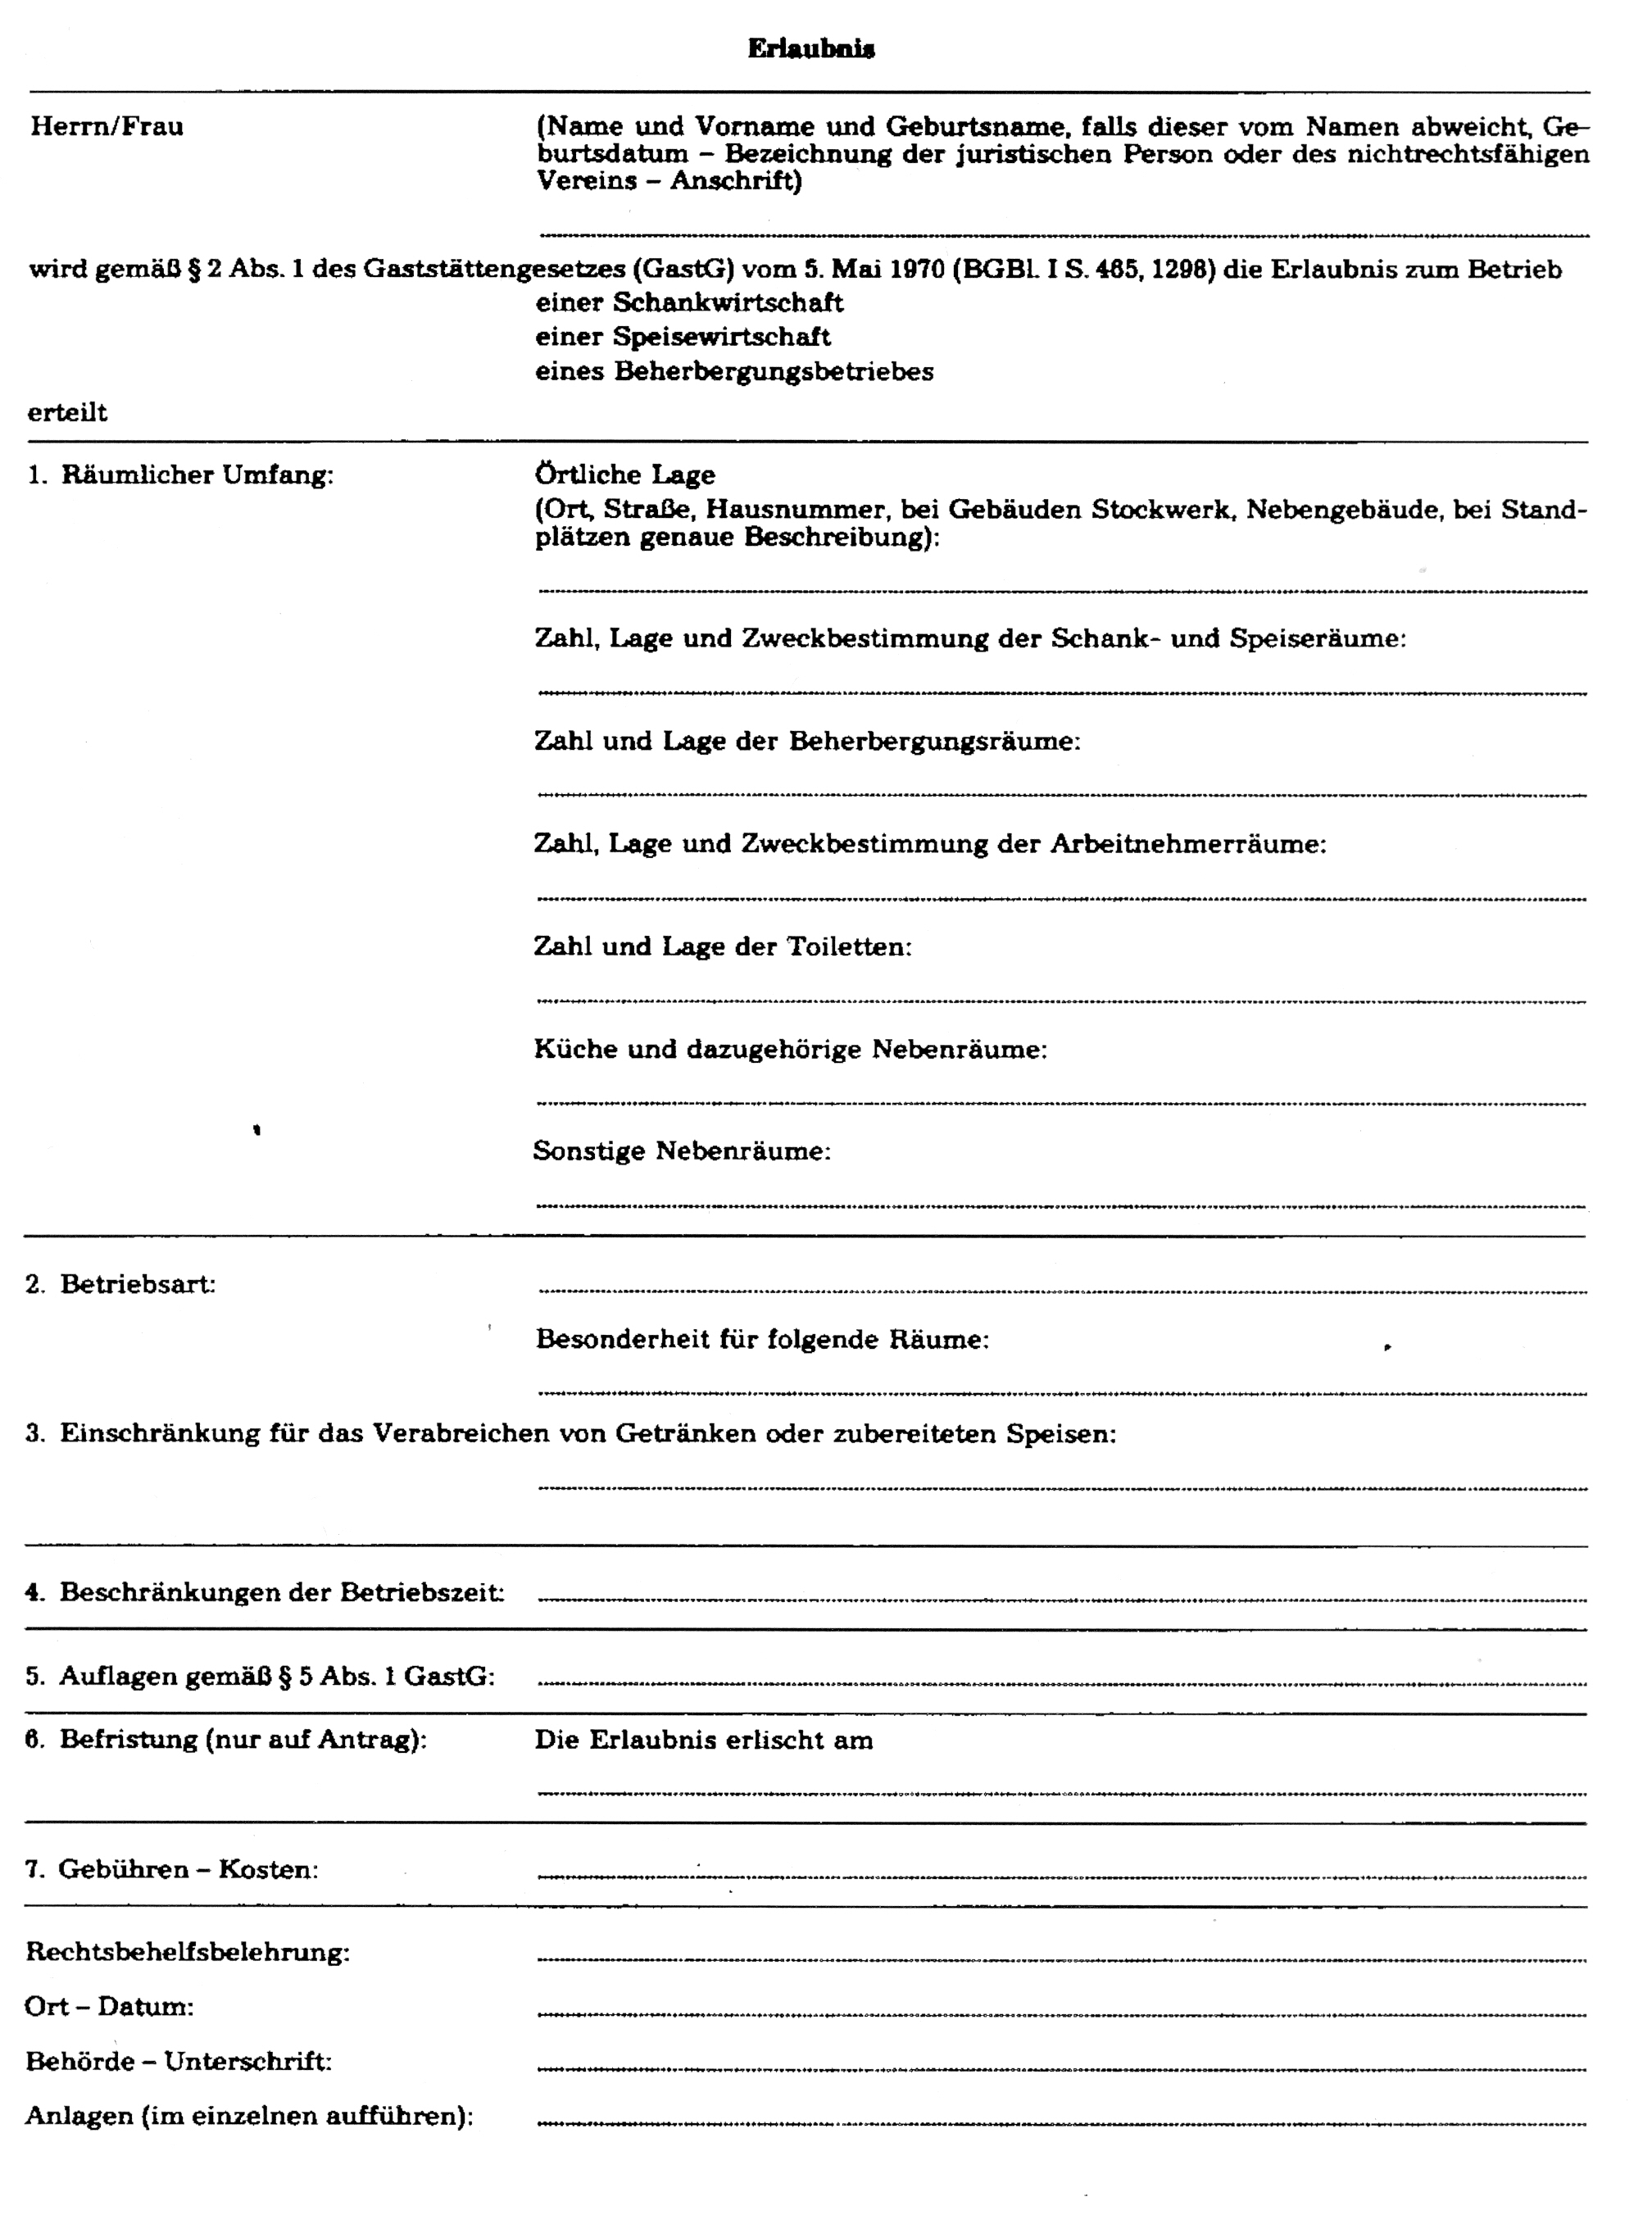 Erlaubnis
Herrn/Frau
(Name und Vorname und Geburtsname, falls dieser vom Namen abweicht, Ge-
burtsdatum – Bezeichnung der juristischen Person oder des nichtrechtsfähigen
Vereins – Anschrift)
wird gemäß § 2 Abs. 1 des Gaststättengesetzes (GastG) vom 5. Mai 1970 (BGBl. I S. 465, 1298) die Erlaubnis zum Betrieb
einer Schankwirtschaft
einer Speisewirtschaft
eines Beherbergungsbetriebes
erteilt
1. Räumlicher Umfang:
Örtliche Lage
(Ort, Straße, Hausnummer, bei Gebäuden Stockwerk, Nebengebäude, bei Stand-
plätzen genaue Beschreibung):
Zahl, Lage und Zweckbestimmung der Schank- und Speiseräume:
Zahl und Lage der Beherbergungsräume:
Zahl, Lage und Zweckbestimmung der Arbeitnehmerräume:
Zahl und Lage der Toiletten:
Küche und dazugehörige Nebenräume:
Sonstige Nebenräume:
2. Betriebsart:
Besonderheit für folgende Räume:
3. Einschränkung für das Verabreichen von Getränken oder zubereiteten Speisen:
4. Beschränkungen der Betriebszeit:
5. Auflagen gemäß § 5 Abs. 1 GastG:
6. Befristung (nur auf Antrag):
Die Erlaubnis erlischt am
7. Gebühren – Kosten:
Rechtsbehelfsbelehrung:
Ort – Datum:
Behörde – Unterschrift:
Anlagen (im einzelnen aufführen):